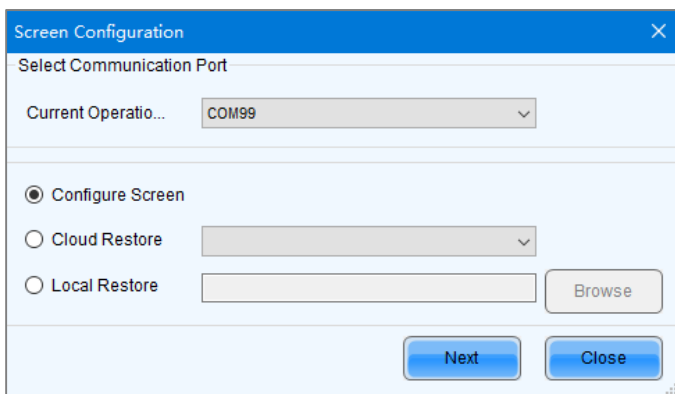 Screen Configuration
Select Communication Port
Current Operatio... COM99
Configure Screen
Cloud Restore
Local Restore Browse
Next Close